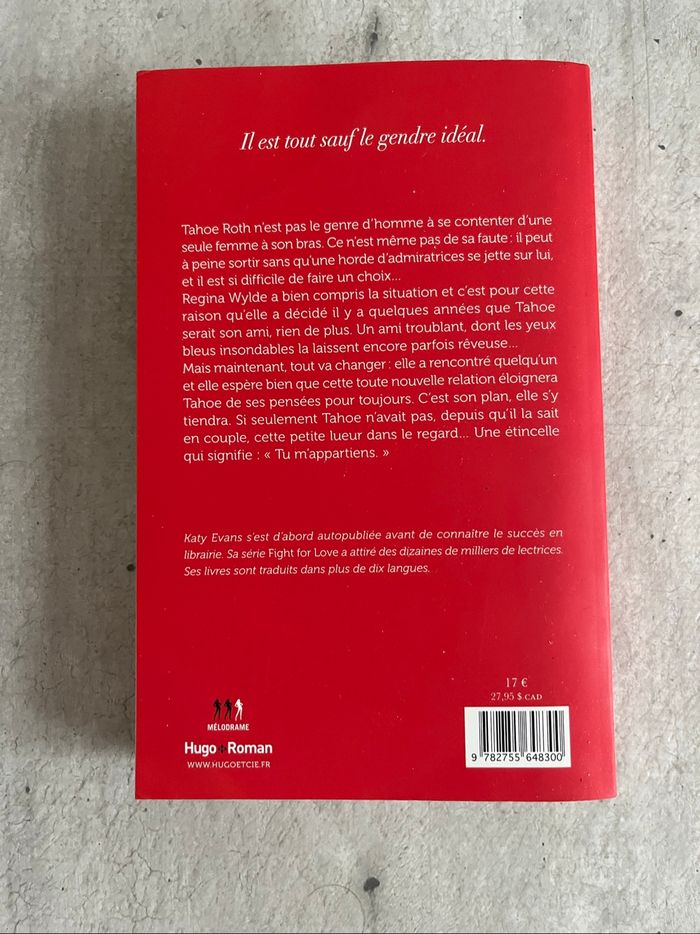 Il est tout sauf le gendre idéal.
Tahoe Roth n'est pas le genre d'homme à se contenter d'une
seule femme à son bras. Ce n'est même pas de sa faute : il peut
à peine sortir sans qu'une horde d'admiratrices se jette sur lui,
et il est si difficile de faire un choix...
Regina Wylde a bien compris la situation et c'est pour cette
raison qu'elle a décidé il y a quelques années que Tahoe
serait son ami, rien de plus. Un ami troublant, dont les yeux
bleus insondables la laissent encore parfois rêveuse...
Mais maintenant, tout va changer : elle a rencontré quelqu'un
et elle espère bien que cette toute nouvelle relation éloignera
Tahoe de ses pensées pour toujours. C'est son plan, elle s'y
tiendra. Si seulement Tahoe n'avait pas, depuis qu'il la sait
en couple, cette petite lueur dans le regard... Une étincelle
qui signifie : « Tu m'appartiens. »
Katy Evans s'est d'abord autopubliée avant de connaître le succès en
librairie. Sa série Fight for Love a attiré des dizaines de milliers de lectrices.
Ses livres sont traduits dans plus de dix langues.
MÉLODRAME
Hugo+Roman
WWW.HUGOETCIE.FR
17 €
27,95 $ CAD
9 782755 648300